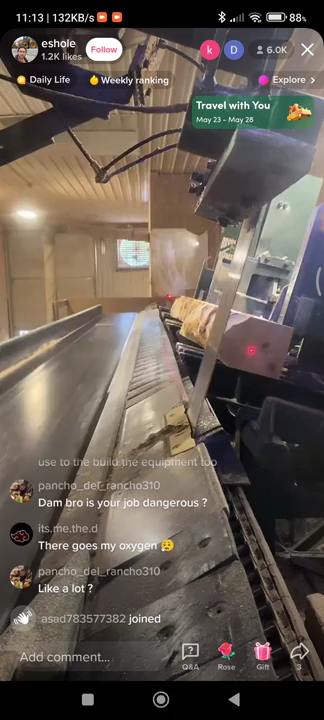 11:13 | 132KB/s
88%
eshole
1.2K likes
Follow
k
D
6.0K
Daily Life
Weekly ranking
Explore >
Travel with You
May 23 - May 28
use to the build the equipment too
pancho_del_rancho310
Dam bro is your job dangerous ?
its.me.the.d
There goes my oxygen 😥
pancho_del_rancho310
Like a lot ?
asad783577382 joined
Add comment...
Q&A
Rose
Gift
3